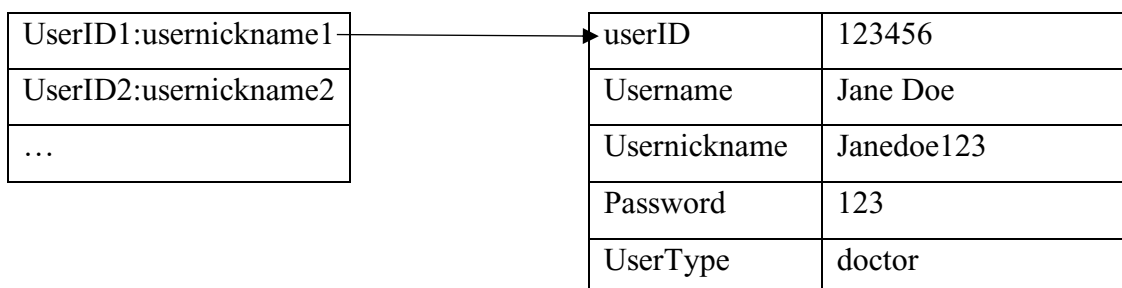 UserID1:usernickname1
UserID2:usernickname2
…
userID 123456
Username Jane Doe
Usernickname Janedoe123
Password 123
UserType doctor